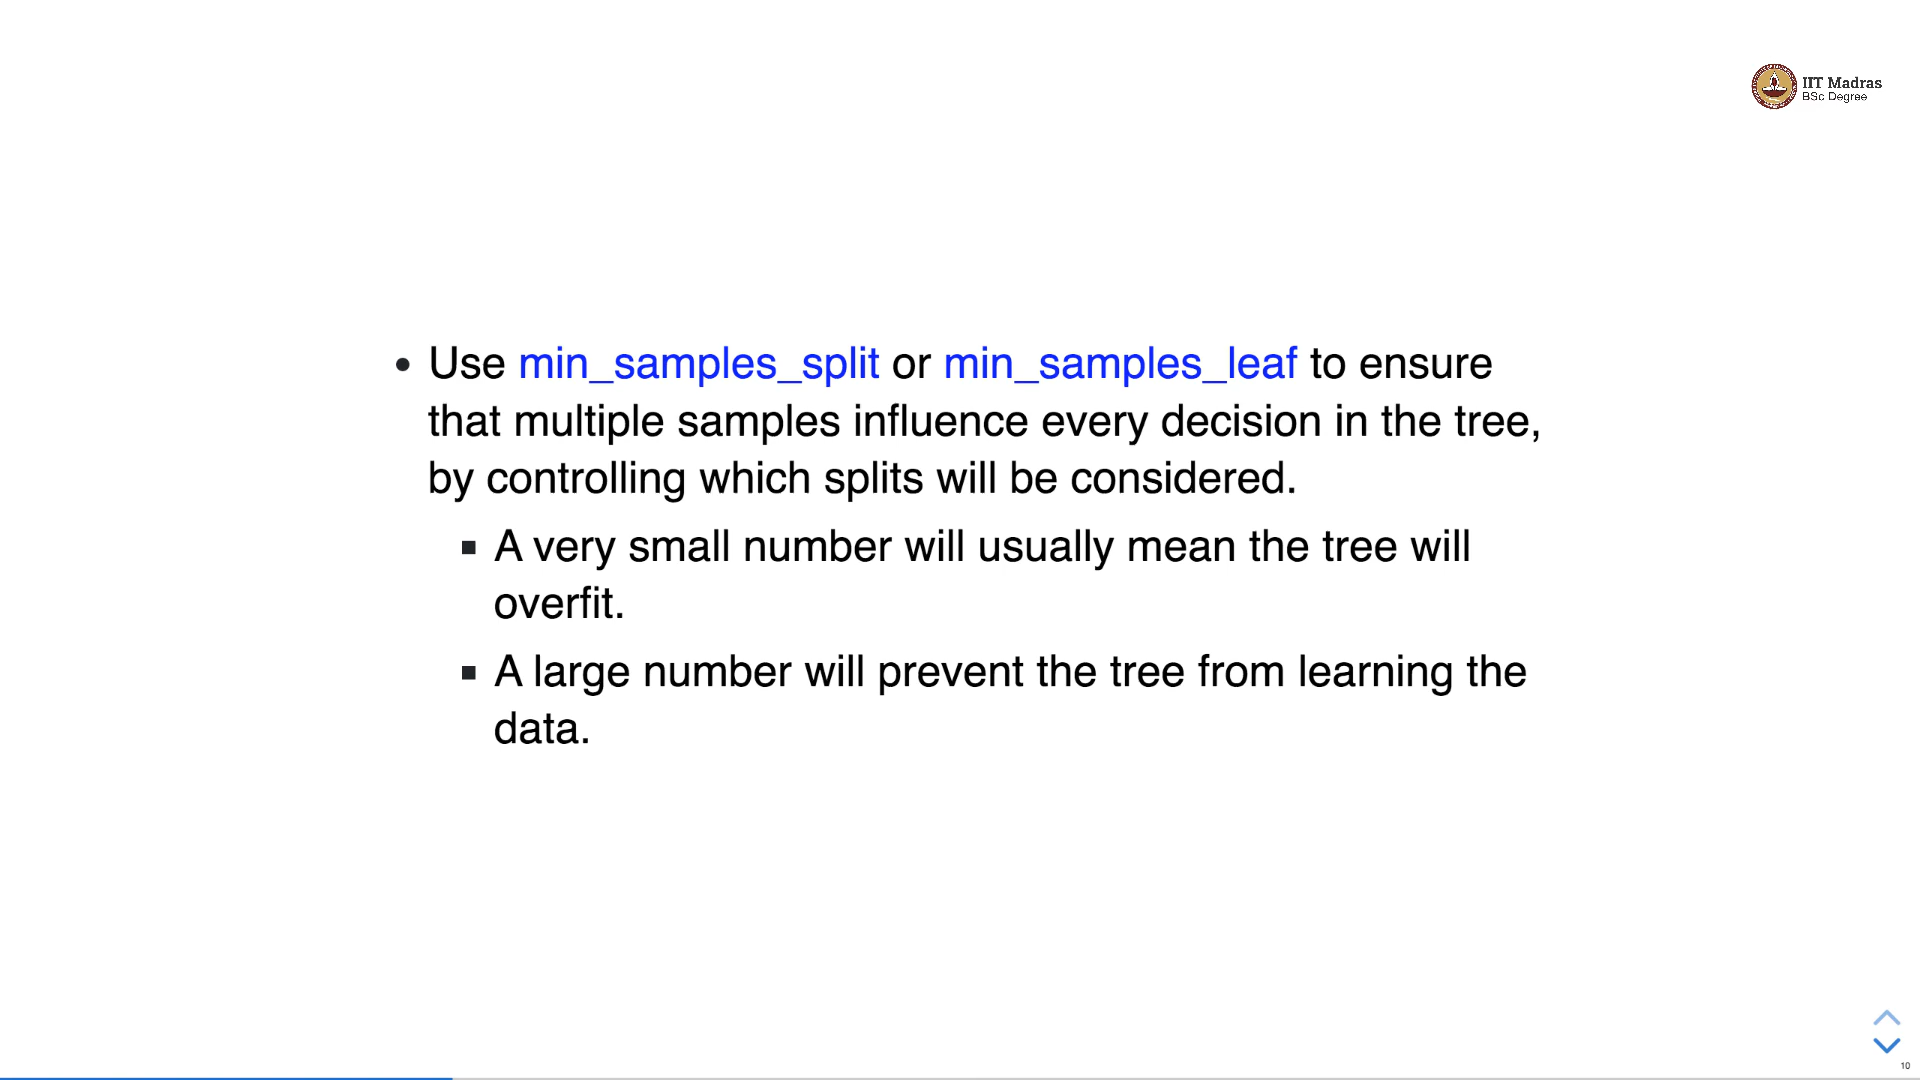 IIT Madras
BSc Degree
• Use min_samples_split or min_samples_leaf to ensure
that multiple samples influence every decision in the tree,
by controlling which splits will be considered.
▪ A very small number will usually mean the tree will
overfit.
▪ A large number will prevent the tree from learning the
data.
10